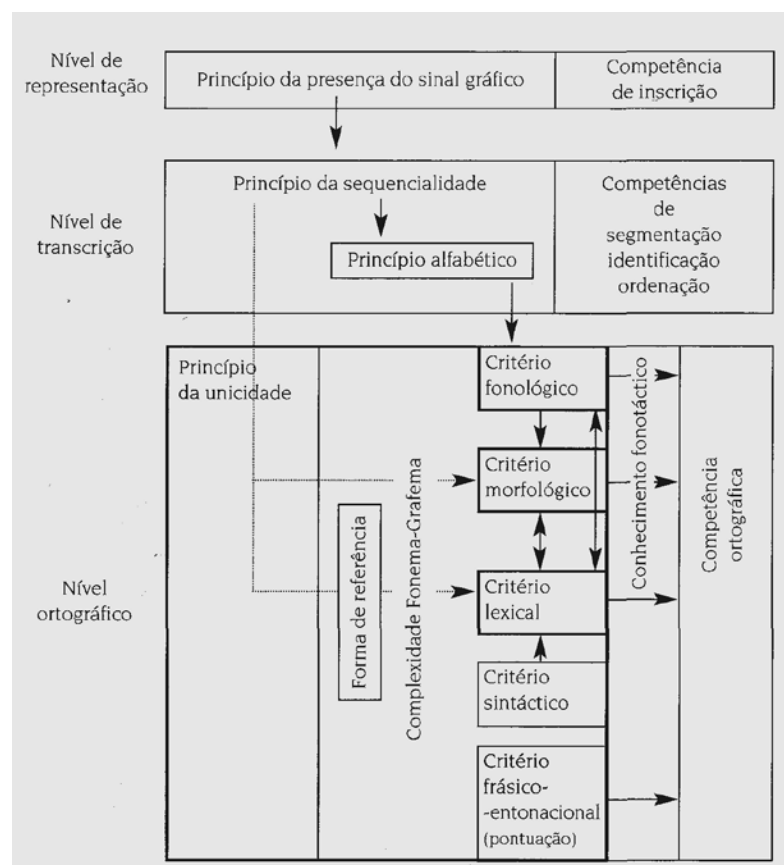 Nível de
representação
Princípio da presença do sinal gráfico
Competência
de inscrição
Nível de
transcrição
Princípio da sequencialidade
Princípio alfabético
Competências
de
segmentação
identificação
ordenação
Nível
ortográfico
Princípio
da unicidade
Forma de referência
Complexidade Fonema-Grafema
Critério
fonológico
Critério
morfológico
Critério
lexical
Critério
sintáctico
Critério
frásico-
-entonacional
(pontuação)
Conhecimento fonotáctico
Competência
ortográfica